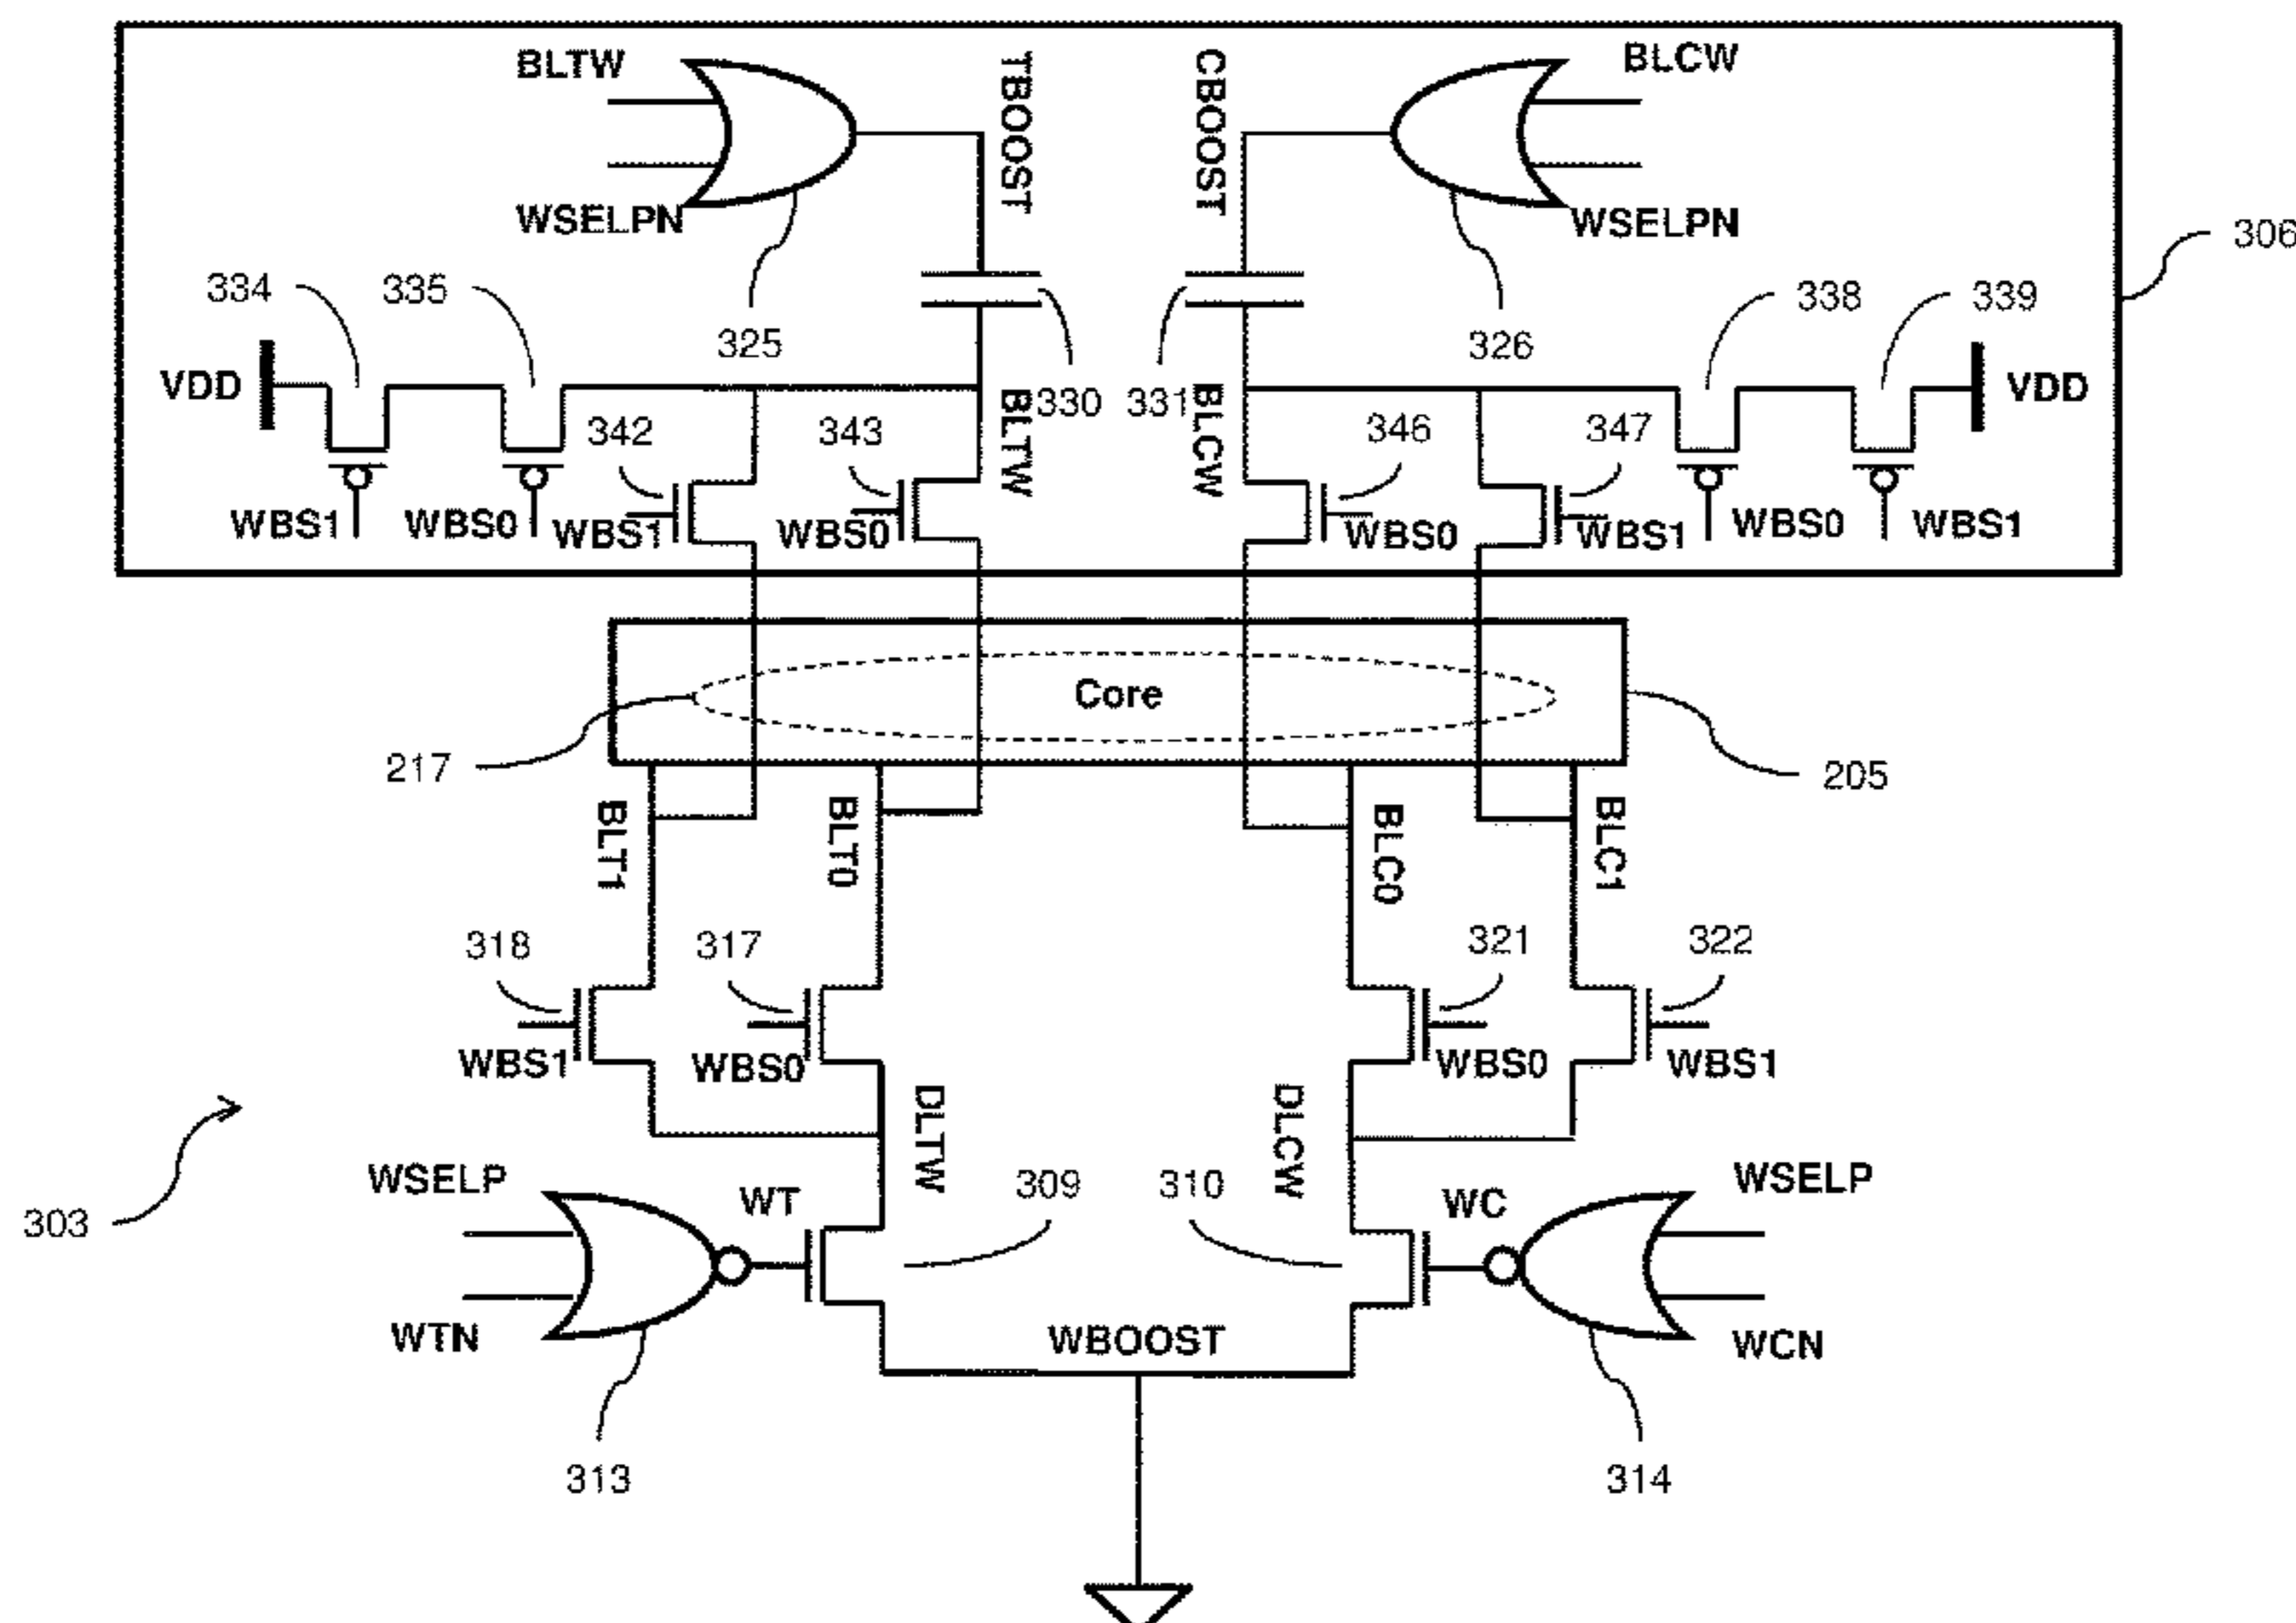 BLTW
TBOOST
CBOOST
BLCW
WSELPN
WSELPN
306
334
335
325
326
338
339
VDD
330
331
VDD
342
343
BLTW
BLCW
346
347
WBS1
WBS0
WBS1
WBS0
WBS0
WBS1
WBS0
WBS1
Core
217
205
BLT1
BLT0
BLC0
BLC1
318
317
321
322
WBS1
WBS0
WBS0
WBS1
DLTW
DLCW
303
WSELP
WT
309
310
WC
WSELP
WTN
WBOOST
WCN
313
314